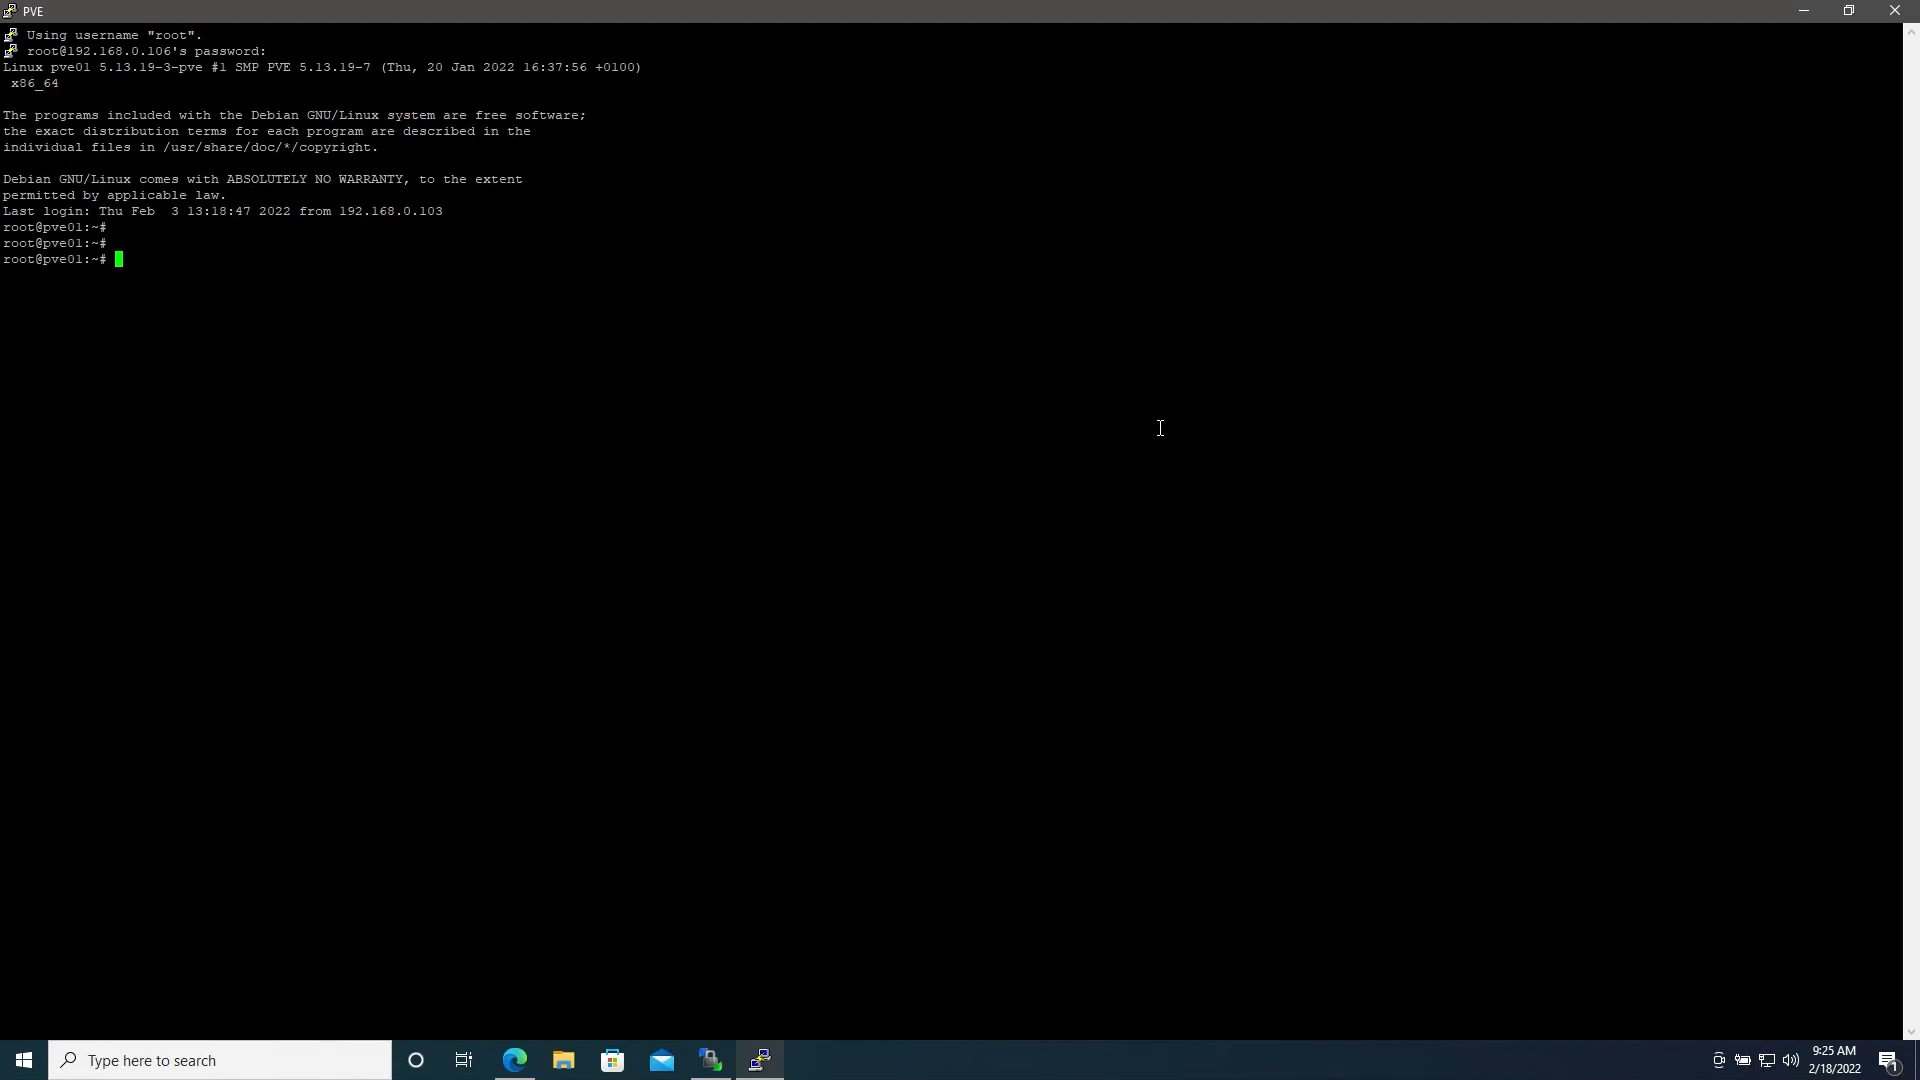 PVE
Using username "root".
root@192.168.0.106's password:
Linux pve01 5.13.19-3-pve #1 SMP PVE 5.13.19-7 (Thu, 20 Jan 2022 16:37:56 +0100)
x86_64
The programs included with the Debian GNU/Linux system are free software;
the exact distribution terms for each program are described in the
individual files in /usr/share/doc/*/copyright.
Debian GNU/Linux comes with ABSOLUTELY NO WARRANTY, to the extent
permitted by applicable law.
Last login: Thu Feb  3 13:18:47 2022 from 192.168.0.103
root@pve01:~#
root@pve01:~#
root@pve01:~#
Type here to search
9:25 AM
2/18/2022
1